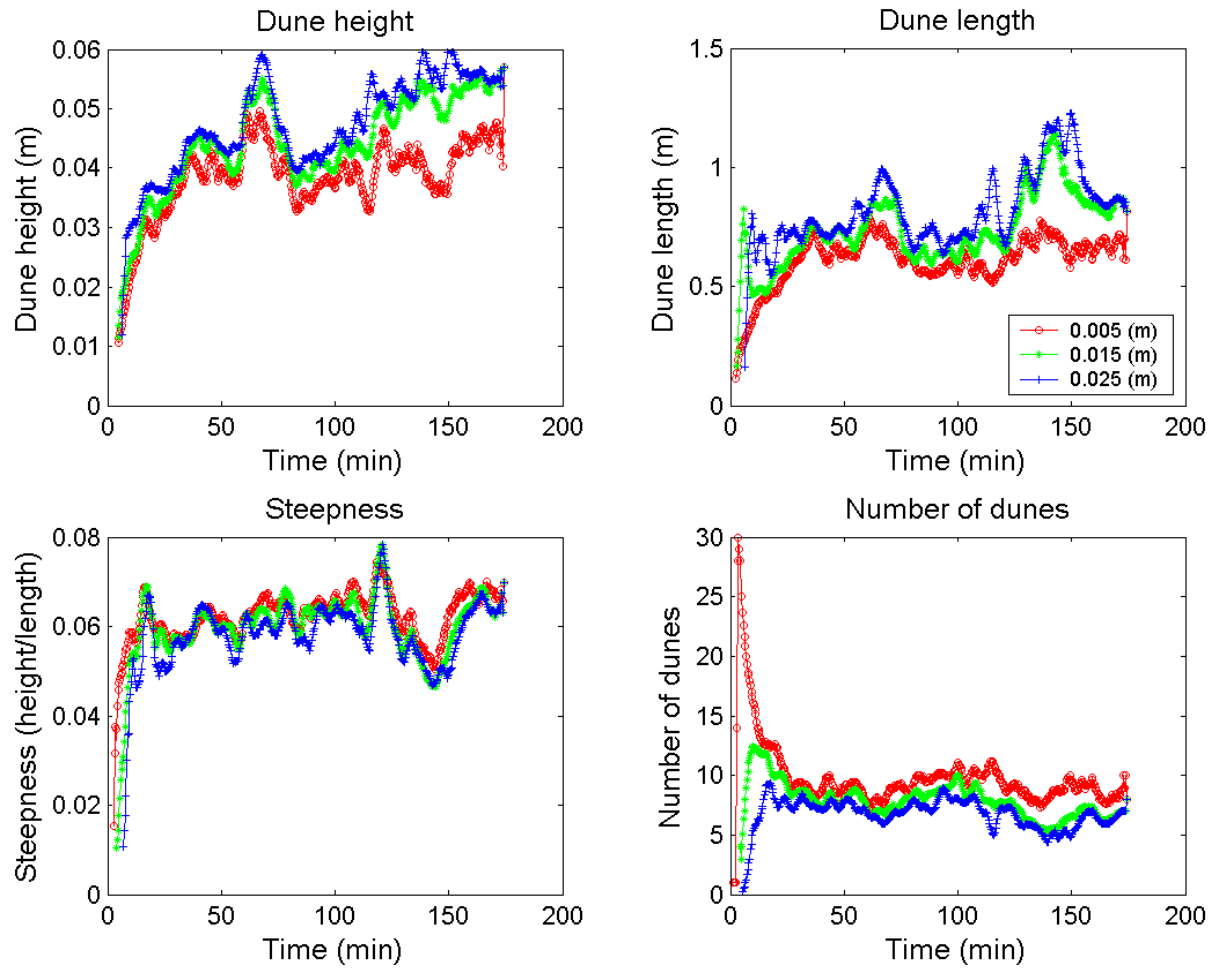 Dune height
0.06
0.05
0.04
0.03
0.02
0.01
0
Dune height (m)
0 50 100 150 200
Time (min)
Dune length
1.5
1
0.5
0
Dune length (m)
0.005 (m)
0.015 (m)
0.025 (m)
0 50 100 150 200
Time (min)
Steepness
0.08
0.06
0.04
0.02
0
Steepness (height/length)
0 50 100 150 200
Time (min)
Number of dunes
30
25
20
15
10
5
0
Number of dunes
0 50 100 150 200
Time (min)